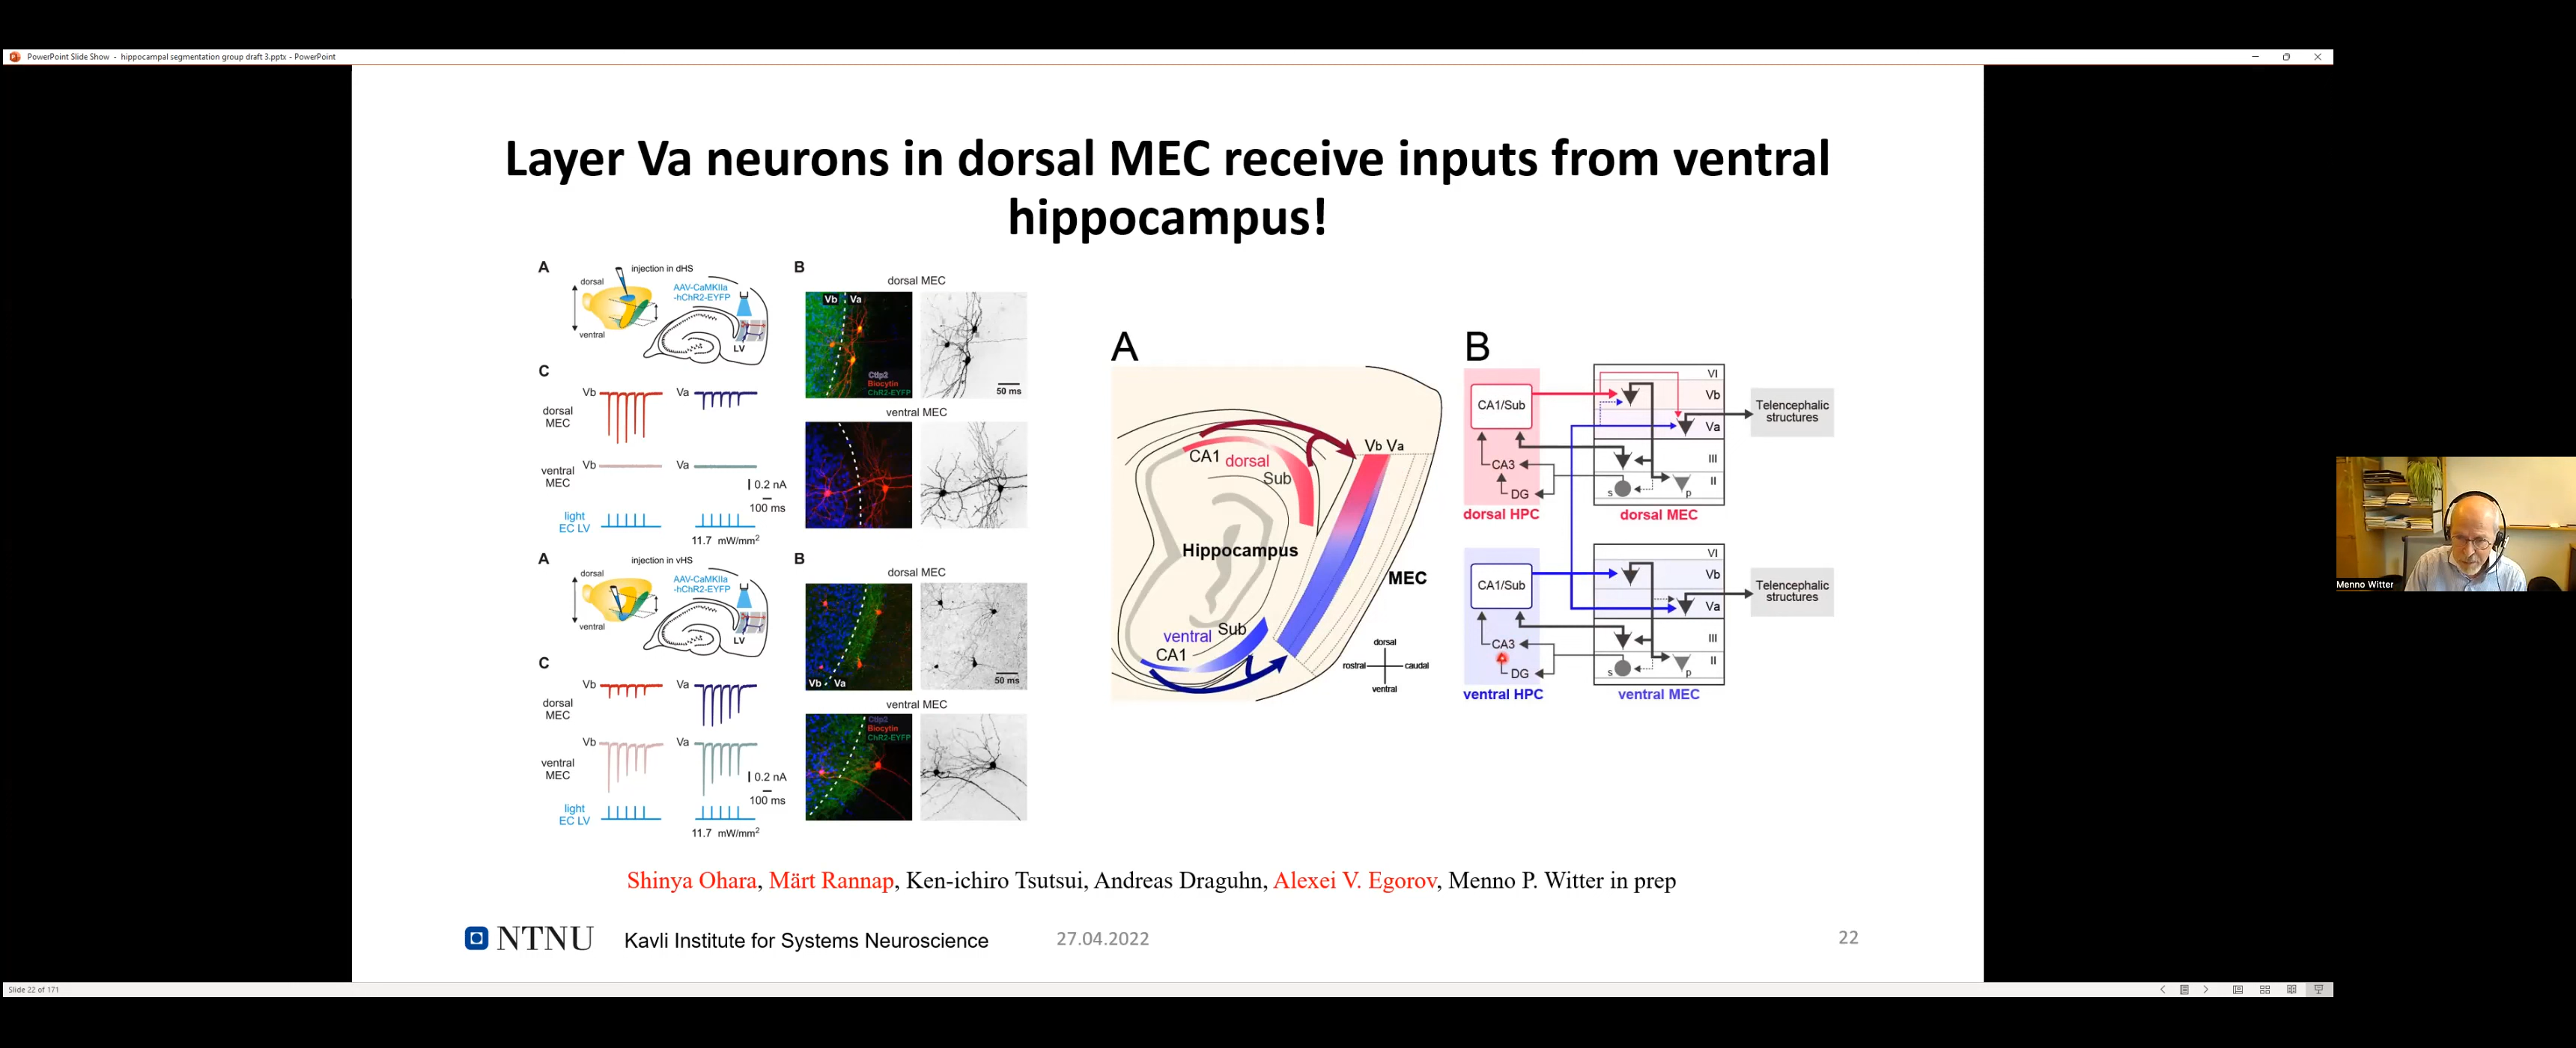 PowerPoint Slide Show - hippocampal segmentation group draft 3.pptx - PowerPoint
Layer Va neurons in dorsal MEC receive inputs from ventral
hippocampus!
A
injection in dHS
dorsal
ventral
AAV-CaMKIIa
-hChR2-EYFP
LV
B
dorsal MEC
Vb Va
Ctip2
Biocytin
ChR2-EYFP
50 ms
ventral MEC
C
Vb
Va
dorsal
MEC
ventral
MEC
Vb
Va
0.2 nA
100 ms
light
EC LV
11.7 mW/mm²
A
injection in vHS
dorsal
ventral
AAV-CaMKIIa
-hChR2-EYFP
LV
B
dorsal MEC
Vb Va
50 ms
ventral MEC
Ctip2
Biocytin
ChR2-EYFP
C
Vb
Va
dorsal
MEC
Vb
Va
ventral
MEC
0.2 nA
100 ms
light
EC LV
11.7 mW/mm²
A
CA1 dorsal
Sub
Vb Va
Hippocampus
MEC
ventral Sub
CA1
dorsal
rostral
caudal
ventral
B
CA1/Sub
CA3
DG
dorsal HPC
VI
Vb
Va
III
II
s
p
dorsal MEC
Telencephalic
structures
CA1/Sub
CA3
DG
ventral HPC
VI
Vb
Va
III
II
s
p
ventral MEC
Telencephalic
structures
Menno Witter
Shinya Ohara, Märt Rannap, Ken-ichiro Tsutsui, Andreas Draguhn, Alexei V. Egorov, Menno P. Witter in prep
NTNU Kavli Institute for Systems Neuroscience 27.04.2022 22
Slide 22 of 171